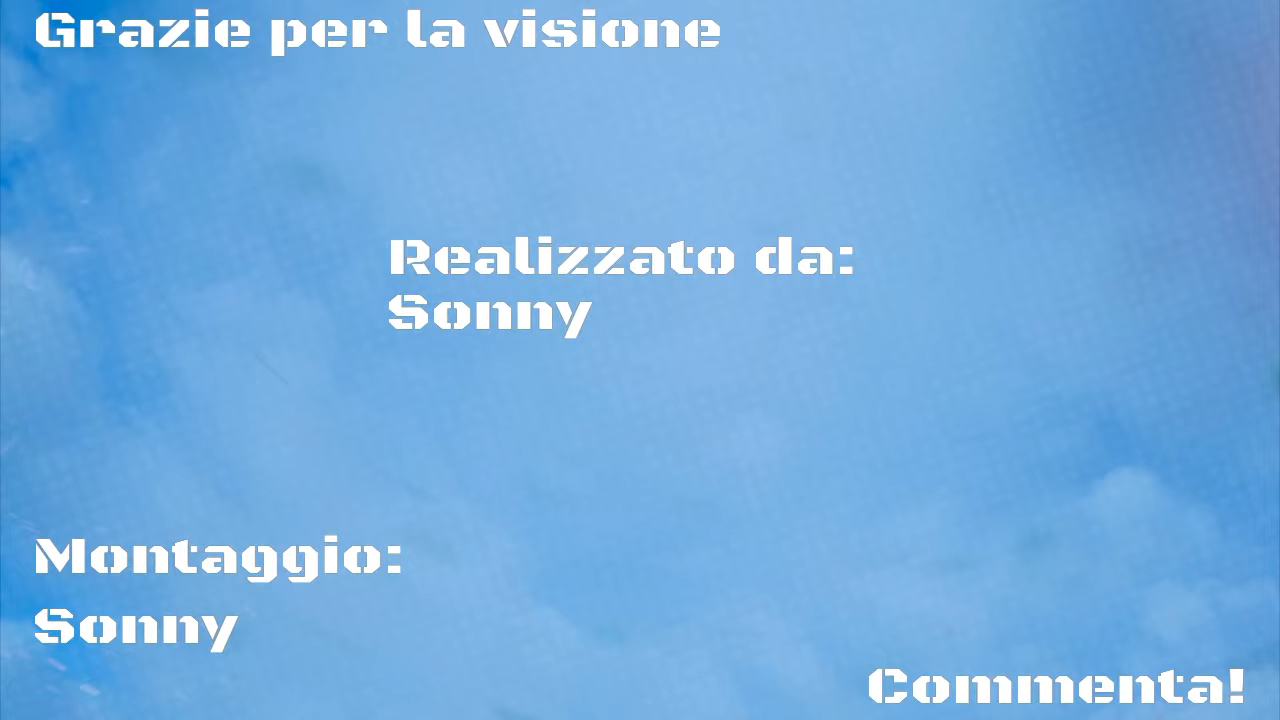 Grazie per la visione
Realizzato da:
Sonny
Montaggio:
Sonny
Commenta!